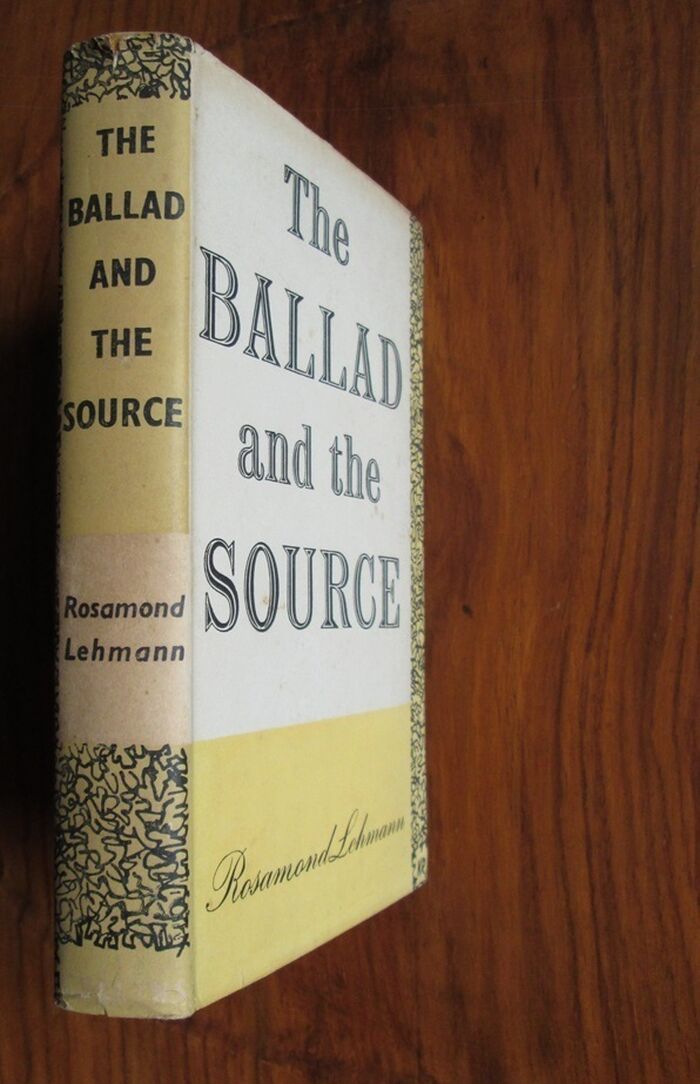 THE
BALLAD
AND
THE
SOURCE
Rosamond
Lehmann
The
BALLAD
and the
SOURCE
Rosamond Lehmann